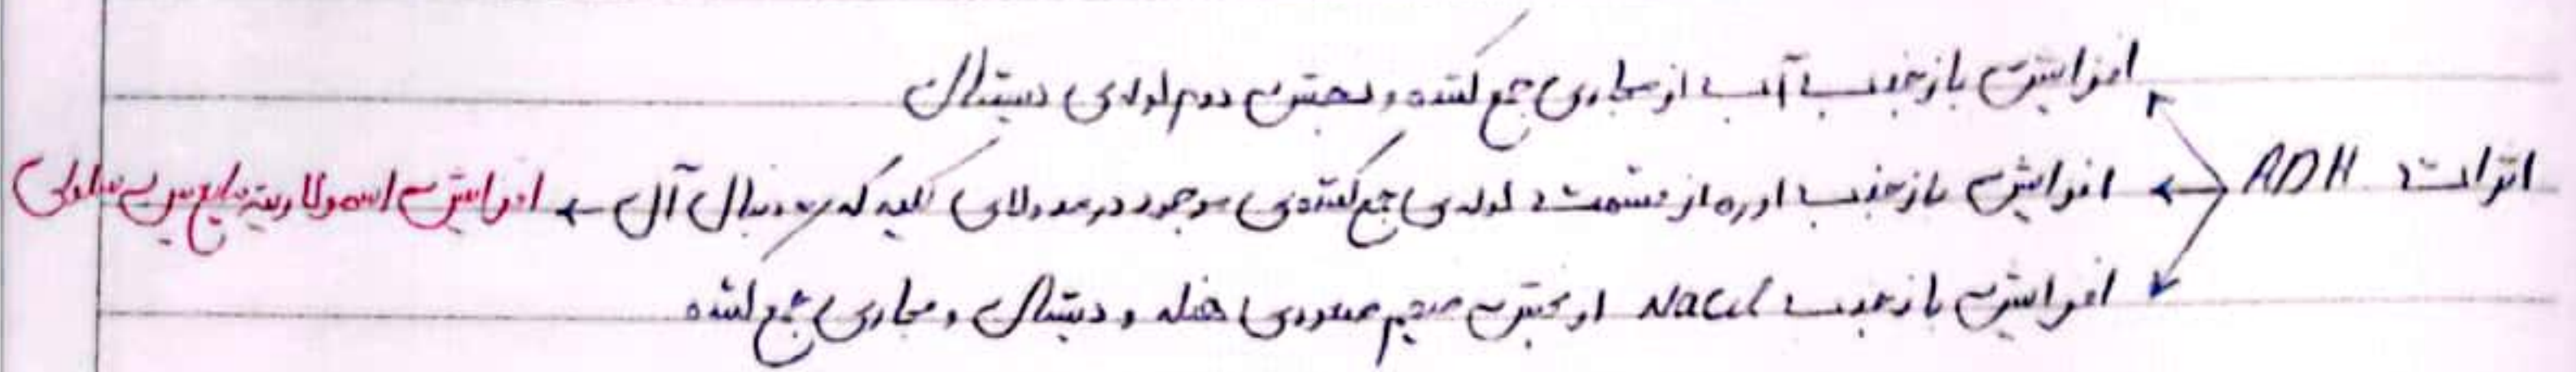 افزایش بازجذب آب از مجاری جمع کننده و بخش دوم لوله‌ی دیستال
اثرات ADH ← افزایش بازجذب اوره از قسمت لوله‌ی جمع کننده‌ی موجود در مدولای کلیه که به دنبال آن ← افزایش اسمولاریته مایع بین سلولی
افزایش بازجذب NaCl از بخش ضخیم صعودی هنله و دیستال و مجاری جمع کننده